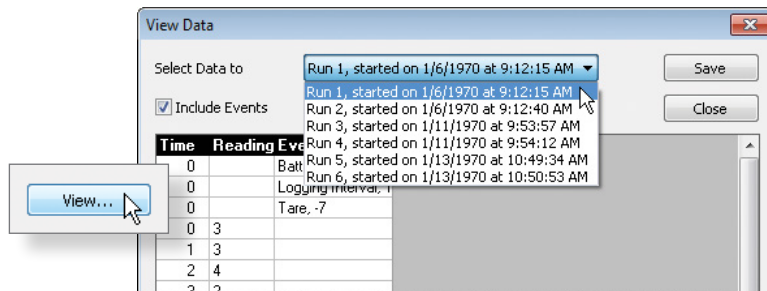 View Data
Select Data to
Run 1, started on 1/6/1970 at 9:12:15 AM
Save
Run 1, started on 1/6/1970 at 9:12:15 AM
Include Events
Run 2, started on 1/6/1970 at 9:12:40 AM
Close
Run 3, started on 1/11/1970 at 9:53:57 AM
Time Reading Eve
Run 4, started on 1/11/1970 at 9:54:12 AM
0 Batt
Run 5, started on 1/13/1970 at 10:49:34 AM
Run 6, started on 1/13/1970 at 10:50:53 AM
View...
0 Logging Interval, 1
0 Tare, -7
0 3
1 3
2 4